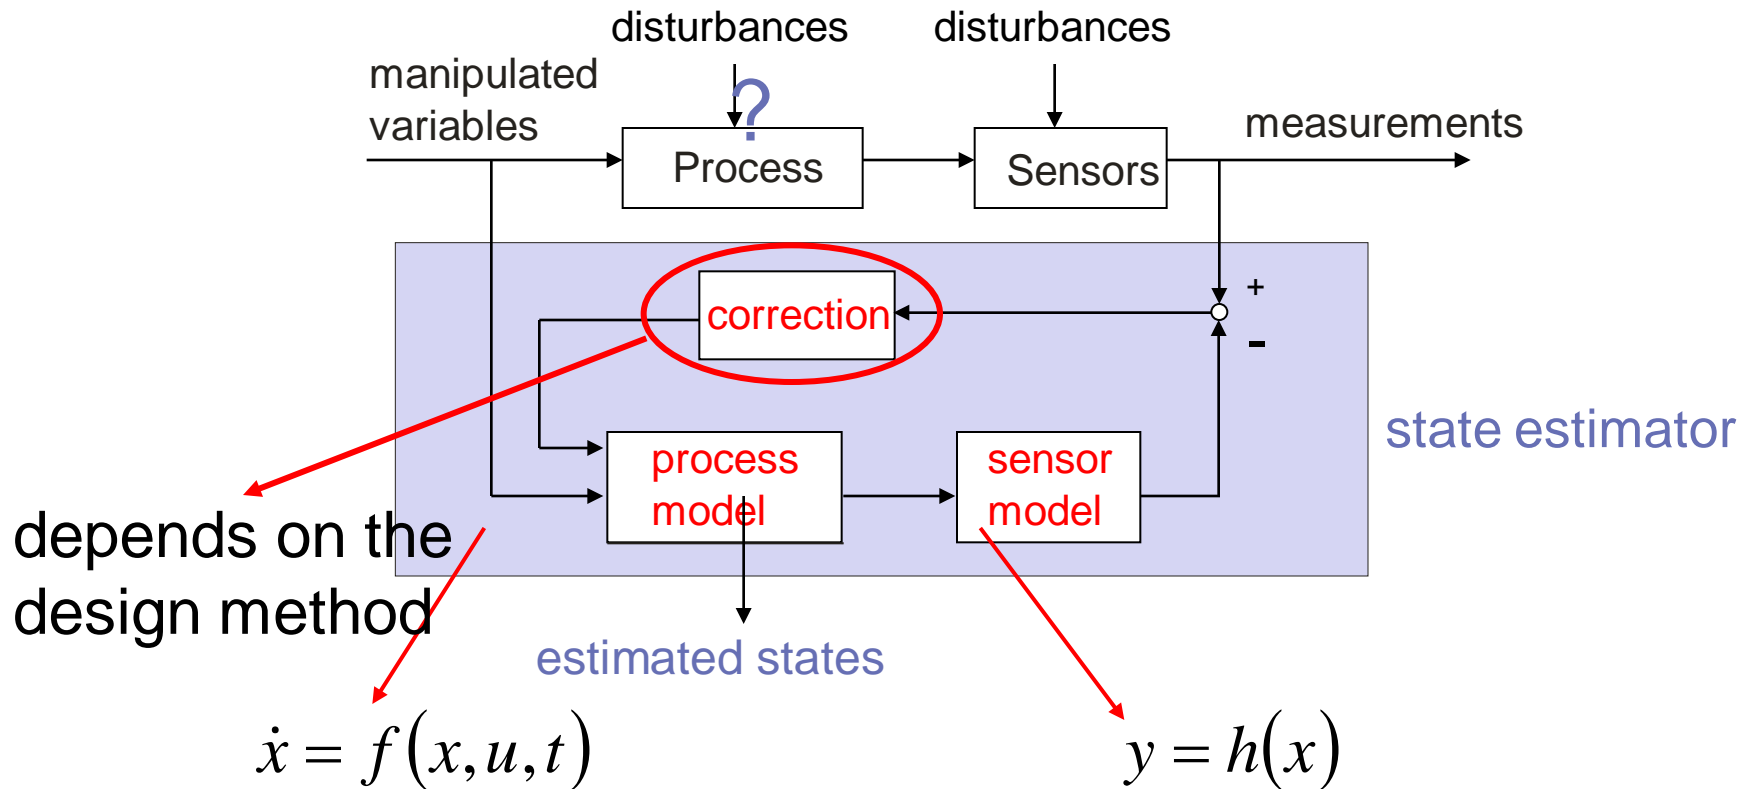 disturbances disturbances
manipulated
variables
?
measurements
Process
Sensors
+
correction
-
state estimator
process
model
sensor
model
depends on the
design method
estimated states
ẋ = f(x, u, t)
y = h(x)